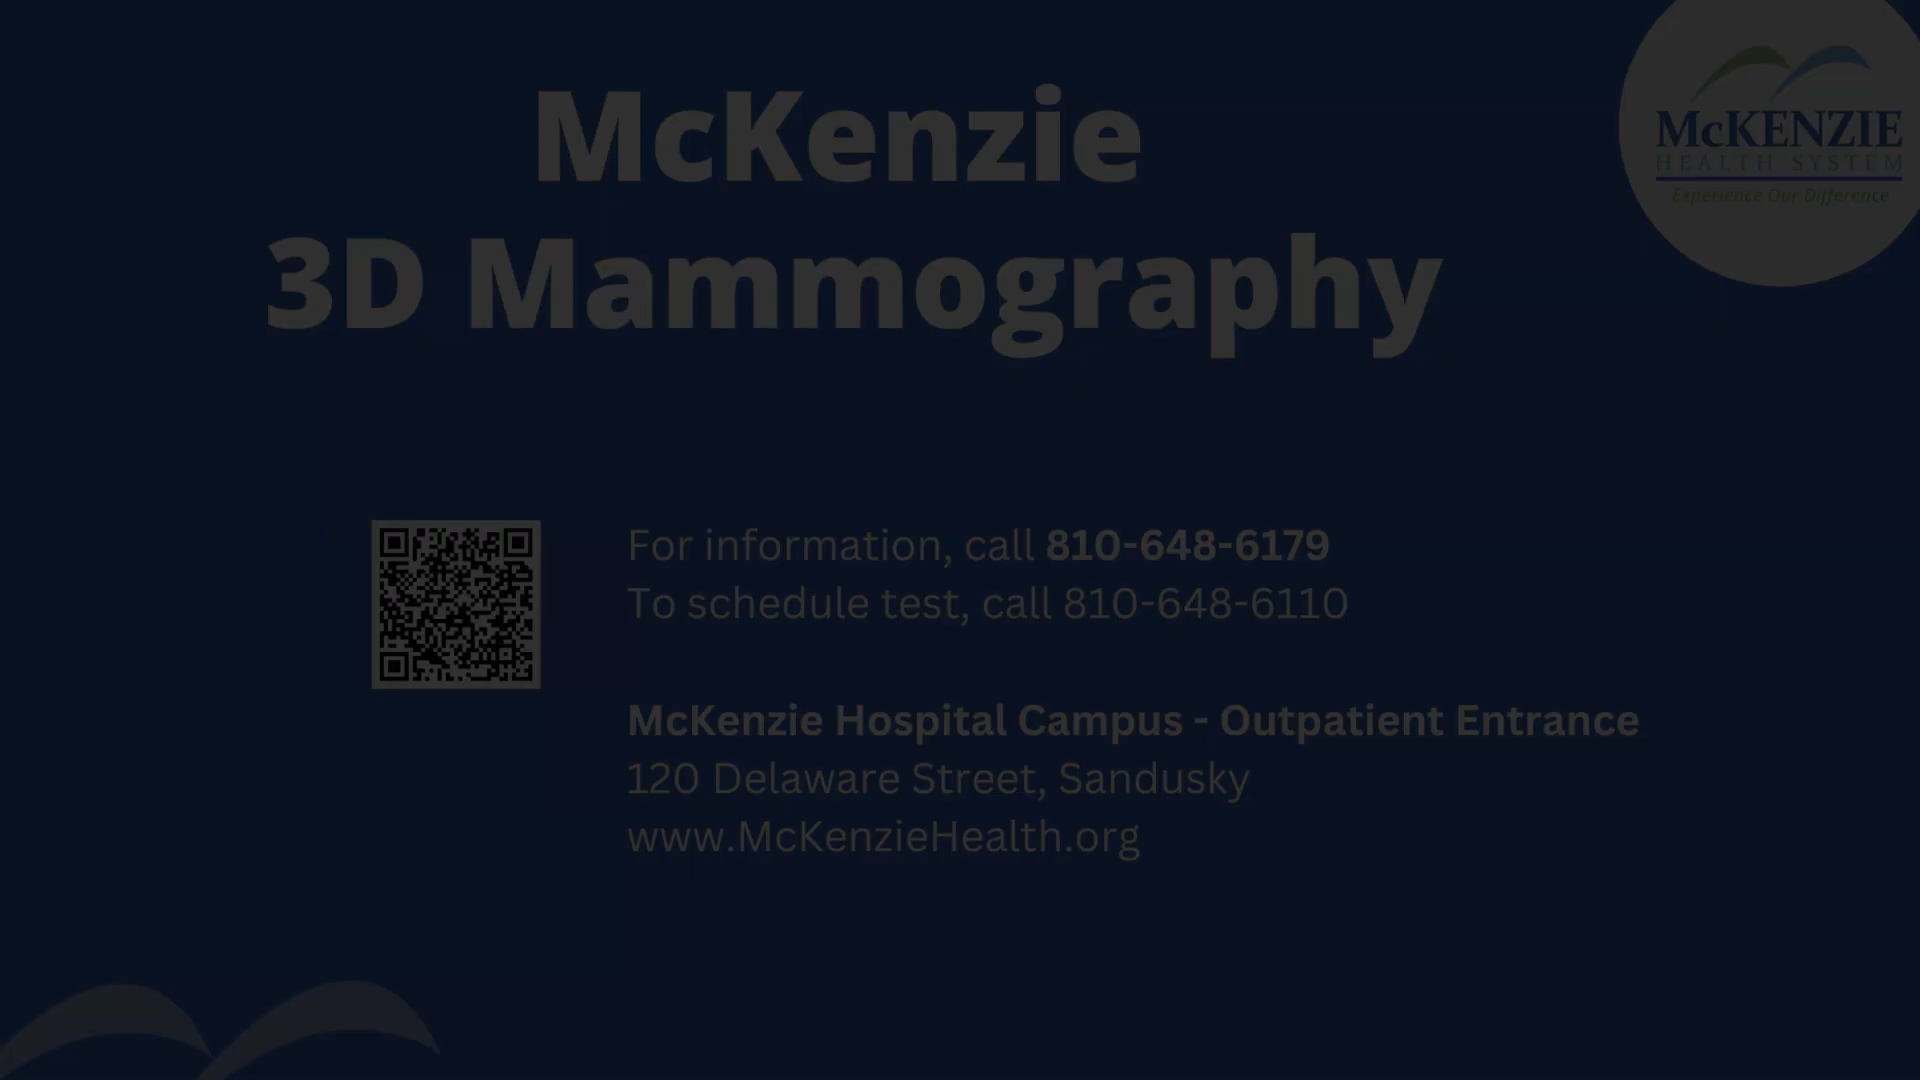 McKenzie
3D Mammography
McKENZIE
HEALTH SYSTEM
Experience Our Difference
For information, call 810-648-6179
To schedule test, call 810-648-6110
McKenzie Hospital Campus - Outpatient Entrance
120 Delaware Street, Sandusky
www.McKenzieHealth.org